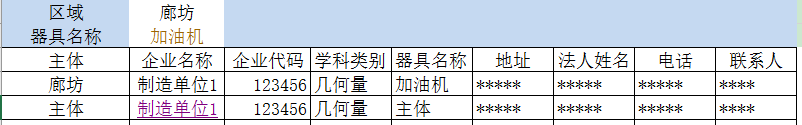 区域 廊坊
器具名称 加油机
主体 企业名称 企业代码 学科类别 器具名称 地址 法人姓名 电话 联系人
廊坊 制造单位1 123456 几何量 加油机 ***** ***** ***** ****
主体 制造单位1 123456 几何量 主体 ***** ***** ***** ****